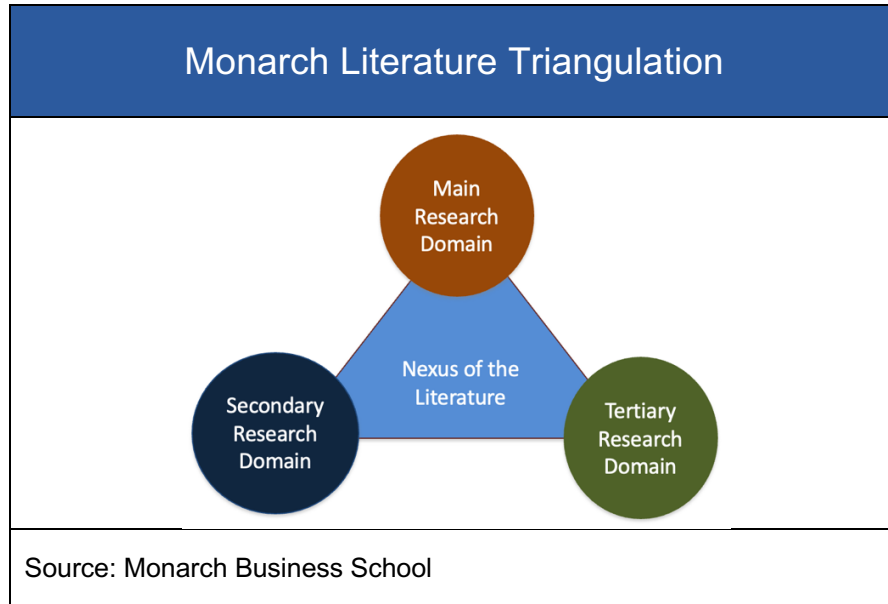 Monarch Literature Triangulation
Main
Research
Domain
Nexus of the
Literature
Secondary
Research
Domain
Tertiary
Research
Domain
Source: Monarch Business School